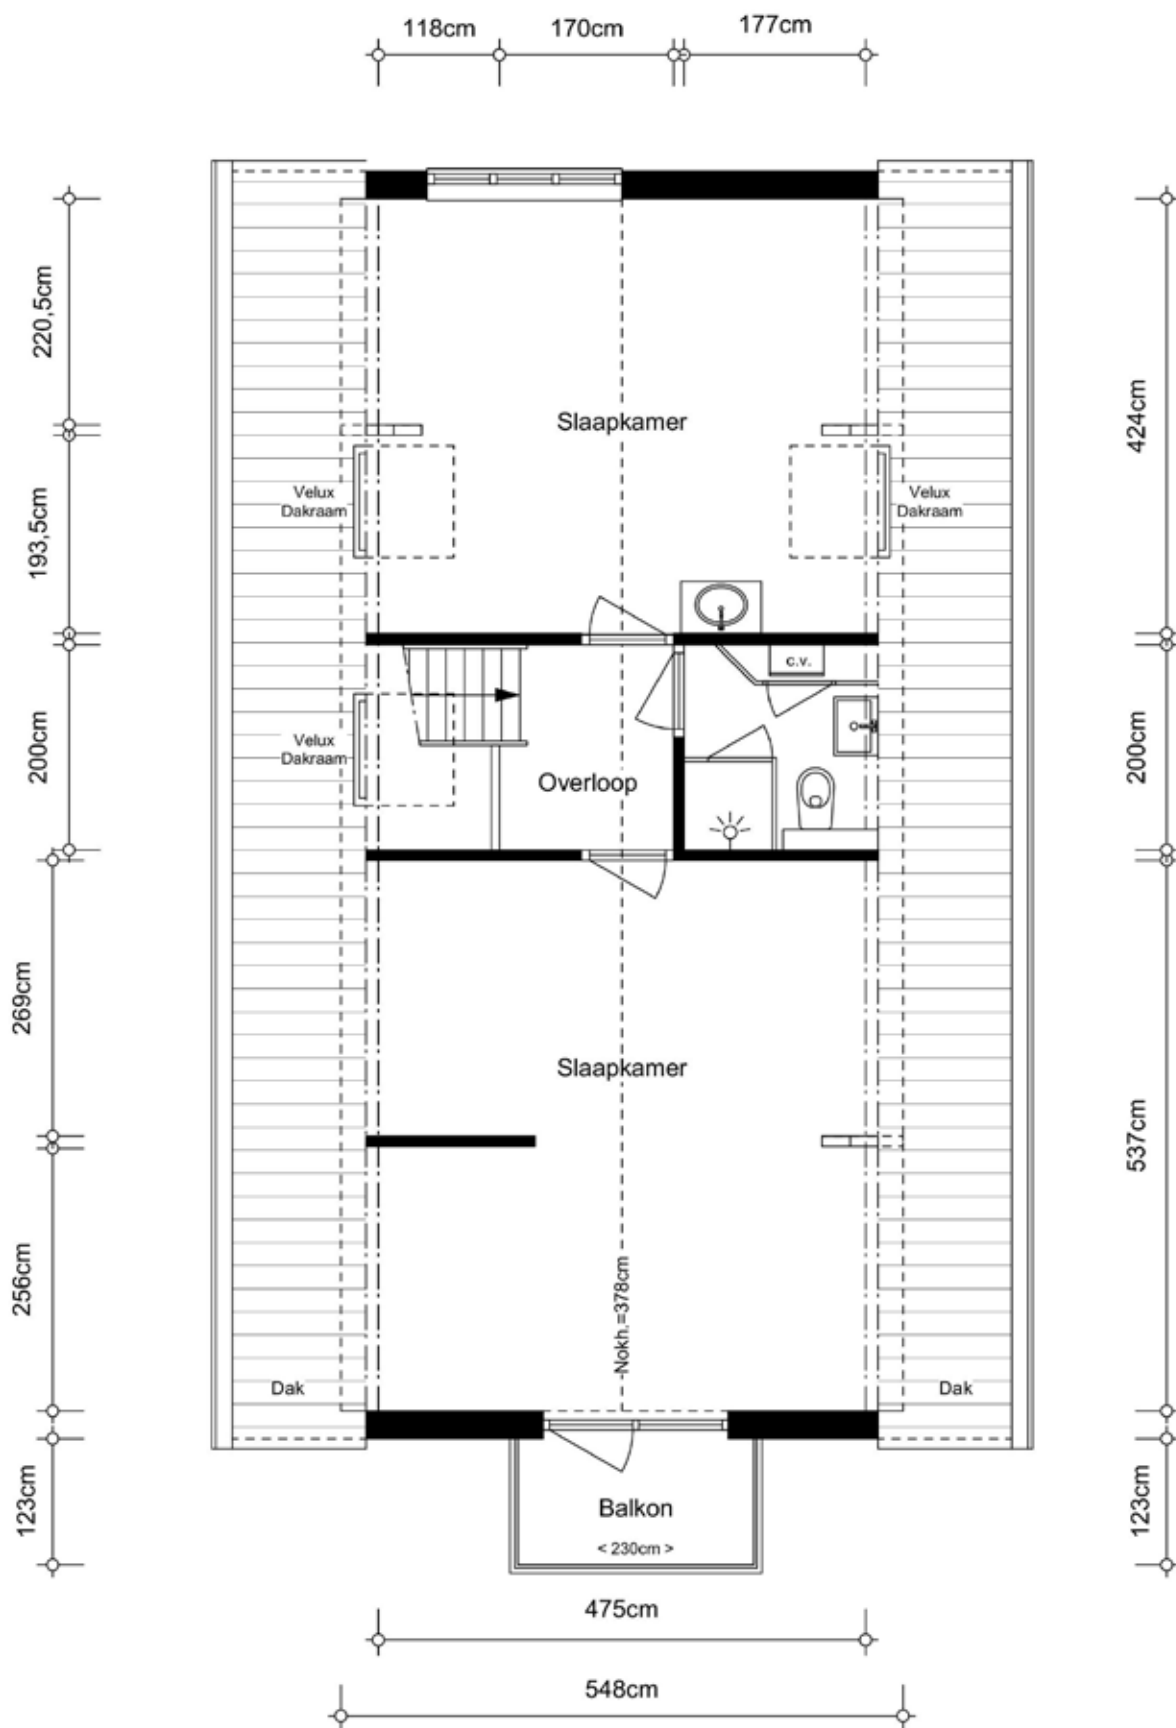 118cm
170cm
177cm
220,5cm
424cm
Slaapkamer
Velux
Dakraam
Velux
Dakraam
193,5cm
c.v.
200cm
Velux
Dakraam
Overloop
200cm
269cm
Slaapkamer
537cm
256cm
Nokh.=378cm
Dak
Dak
123cm
Balkon
< 230cm >
123cm
475cm
548cm